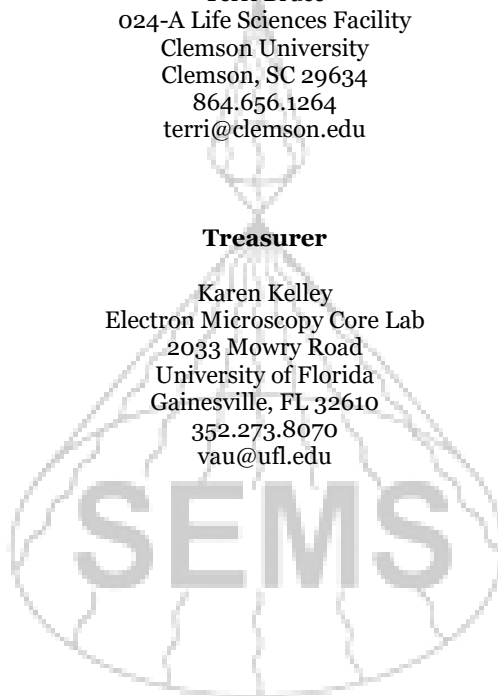 024-A Life Sciences Facility
Clemson University
Clemson, SC 29634
864.656.1264
terri@clemson.edu
Treasurer
Karen Kelley
Electron Microscopy Core Lab
2033 Mowry Road
University of Florida
Gainesville, FL 32610
352.273.8070
vau@ufl.edu
SEMS